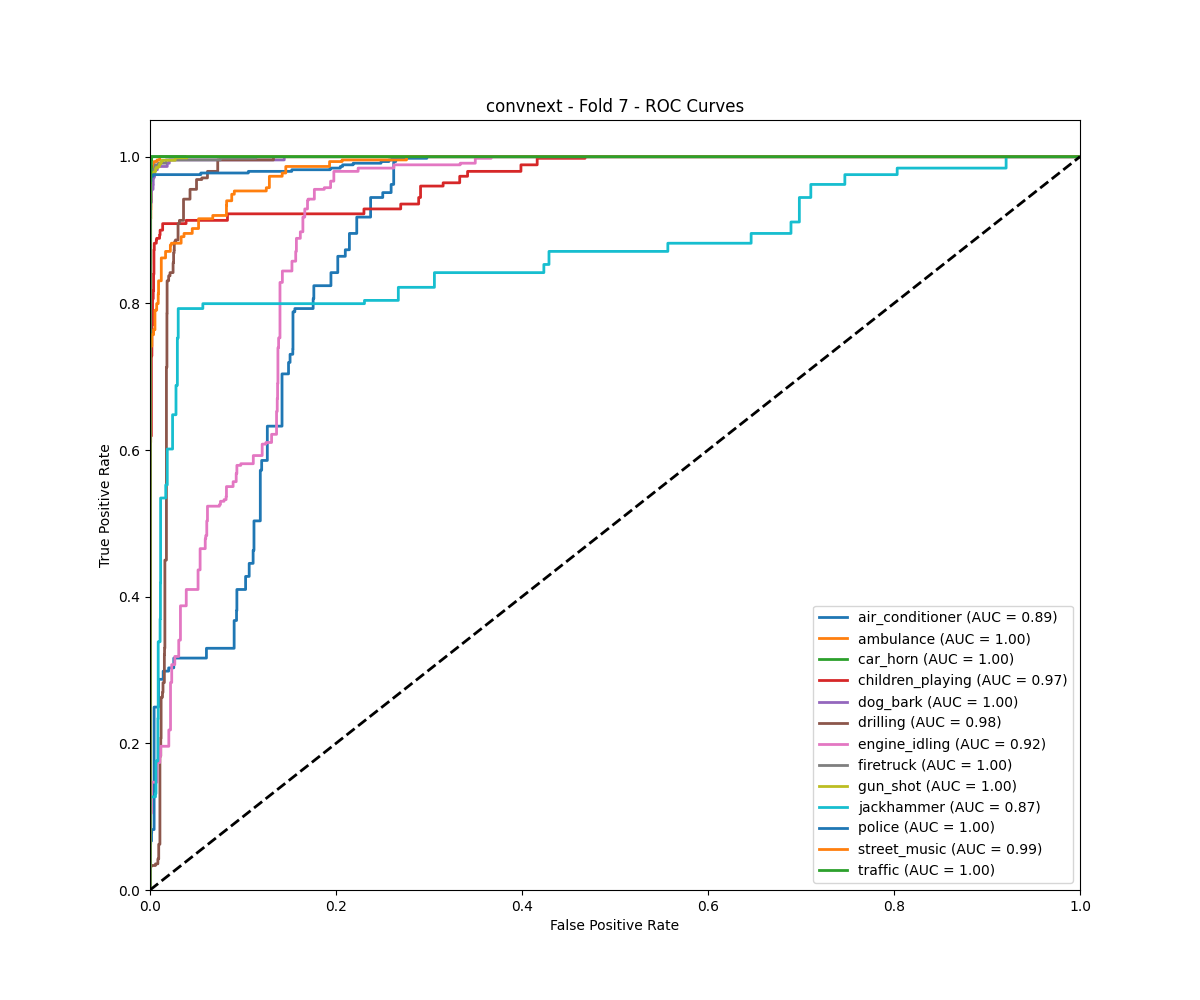 convnext - Fold 7 - ROC Curves
True Positive Rate
1.0
0.8
0.6
0.4
0.2
0.0
air_conditioner (AUC = 0.89)
ambulance (AUC = 1.00)
car_horn (AUC = 1.00)
children_playing (AUC = 0.97)
dog_bark (AUC = 1.00)
drilling (AUC = 0.98)
engine_idling (AUC = 0.92)
firetruck (AUC = 1.00)
gun_shot (AUC = 1.00)
jackhammer (AUC = 0.87)
police (AUC = 1.00)
street_music (AUC = 0.99)
traffic (AUC = 1.00)
0.0 0.2 0.4 0.6 0.8 1.0
False Positive Rate